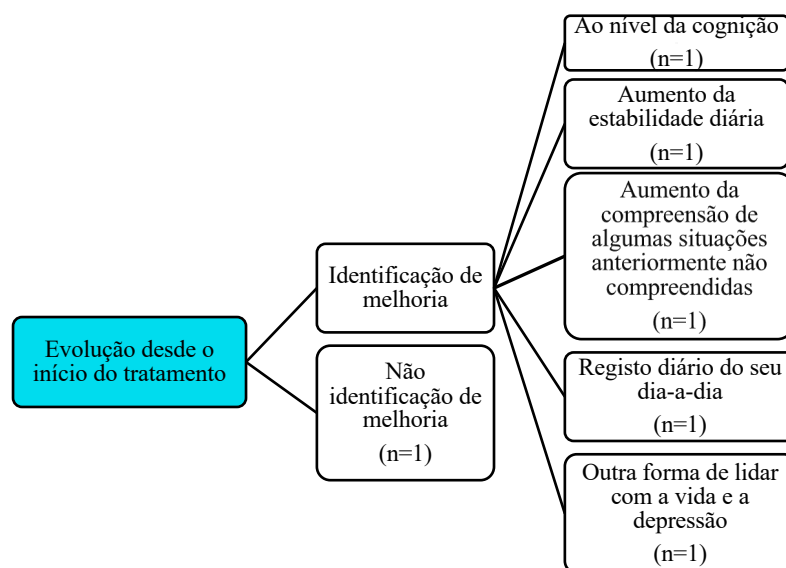 Evolução desde o
início do tratamento
Identificação de
melhoria
Não
identificação de
melhoria
(n=1)
Ao nível da cognição
(n=1)
Aumento da
estabilidade diária
(n=1)
Aumento da
compreensão de
algumas situações
anteriormente não
compreendidas
(n=1)
Registo diário do seu
dia-a-dia
(n=1)
Outra forma de lidar
com a vida e a
depressão
(n=1)